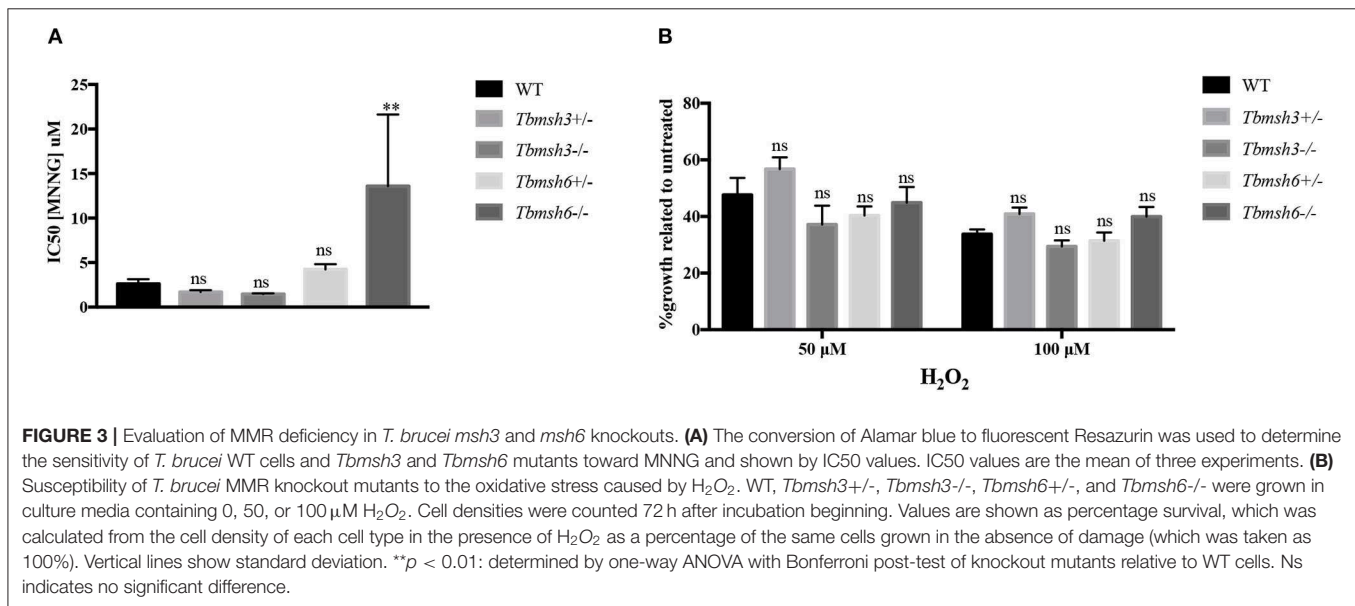 A
IC50 [MNNG] uM
25
20
15
10
5
0
ns
ns
ns
**
WT
Tbmsh3+/-
Tbmsh3-/-
Tbmsh6+/-
Tbmsh6-/-
B
%growth related to untreated
80
60
40
20
0
ns
ns
ns
ns
ns
ns
ns
ns
50 µM
100 µM
H₂O₂
WT
Tbmsh3+/-
Tbmsh3-/-
Tbmsh6+/-
Tbmsh6-/-
FIGURE 3 | Evaluation of MMR deficiency in T. brucei msh3 and msh6 knockouts. (A) The conversion of Alamar blue to fluorescent Resazurin was used to determine
the sensitivity of T. brucei WT cells and Tbmsh3 and Tbmsh6 mutants toward MNNG and shown by IC50 values. IC50 values are the mean of three experiments. (B)
Susceptibility of T. brucei MMR knockout mutants to the oxidative stress caused by H₂O₂. WT, Tbmsh3+/-, Tbmsh3-/-, Tbmsh6+/-, and Tbmsh6-/- were grown in
culture media containing 0, 50, or 100 µM H₂O₂. Cell densities were counted 72 h after incubation beginning. Values are shown as percentage survival, which was
calculated from the cell density of each cell type in the presence of H₂O₂ as a percentage of the same cells grown in the absence of damage (which was taken as
100%). Vertical lines show standard deviation. **p < 0.01: determined by one-way ANOVA with Bonferroni post-test of knockout mutants relative to WT cells. Ns
indicates no significant difference.